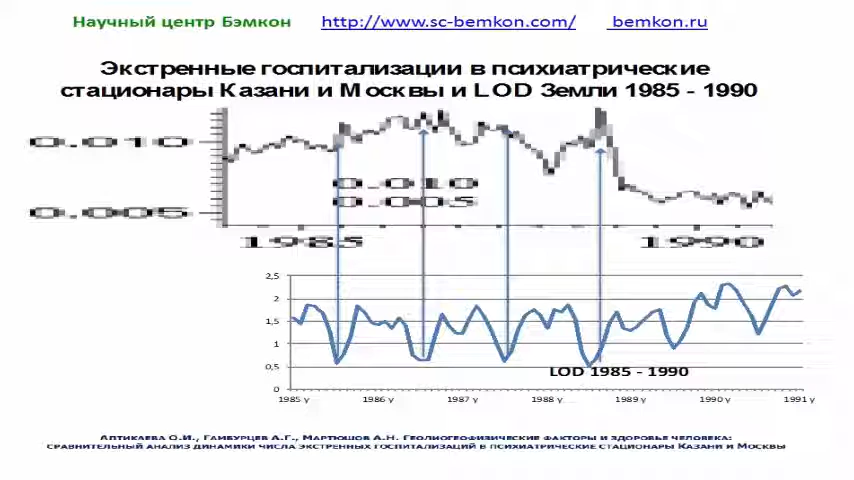 Научный центр Бэмкон http://www.sc-bemkon.com/ bemkon.ru
Экстренные госпитализации в психиатрические
стационары Казани и Москвы и LOD Земли 1985 - 1990
0.010
0.005
0.010
0.005
1985 1990
2,5
2
1,5
1
0,5
0
LOD 1985 - 1990
1985 y 1986 y 1987 y 1988 y 1989 y 1990 y 1991 y
Аптикаева О.И., Гамбурцев А.Г., Мартюшов А.Н. Гелиогеофизические факторы и здоровье человека:
сравнительный анализ динамики числа экстренных госпитализаций в психиатрические стационары Казани и Москвы